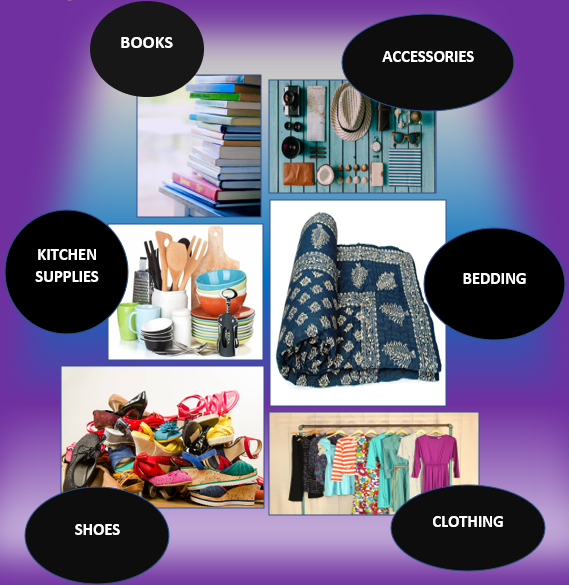 BOOKS
ACCESSORIES
KITCHEN
SUPPLIES
BEDDING
SHOES
CLOTHING